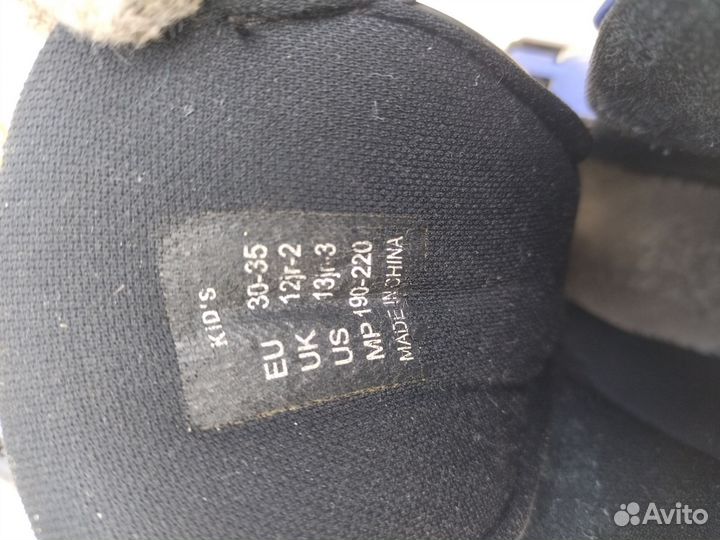 KID'S
EU 30-35
UK 12jr-2
US 13jr-3
MP 190-220
MADE IN CHINA
Avito